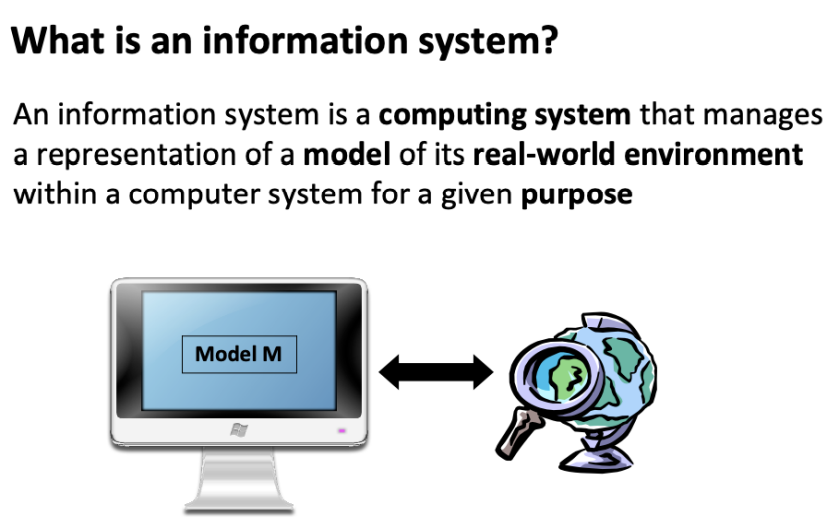 What is an information system?
An information system is a computing system that manages
a representation of a model of its real-world environment
within a computer system for a given purpose
Model M